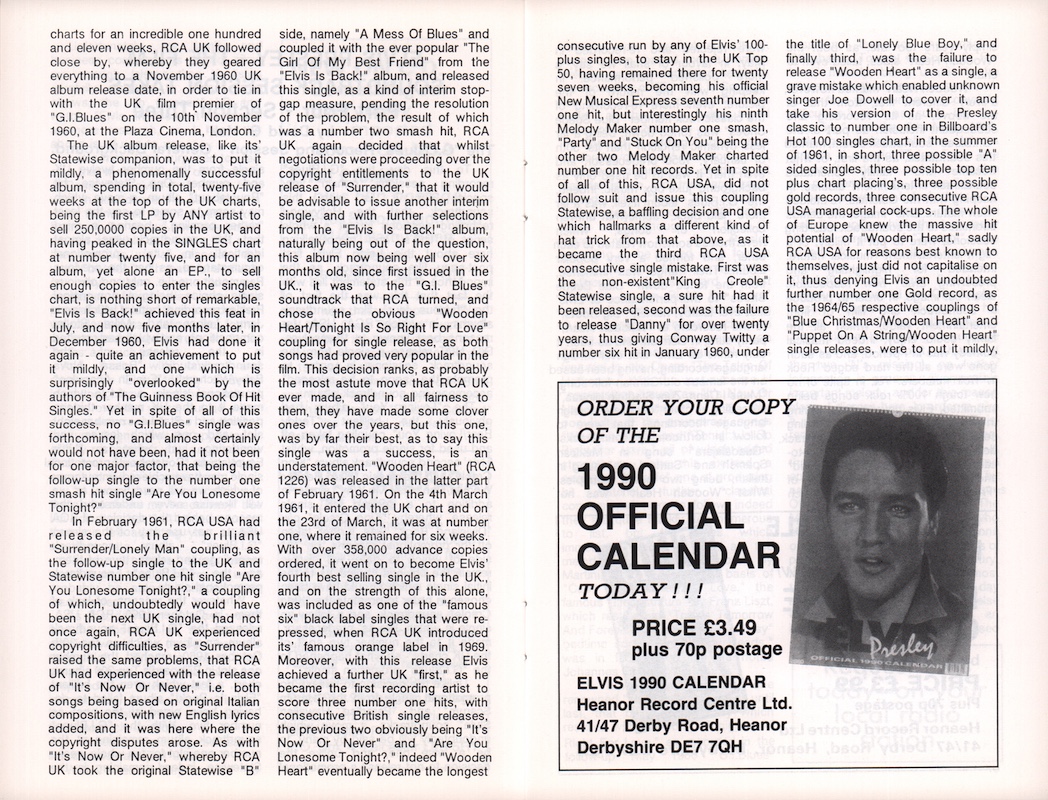 charts for an incredible one hundred
and eleven weeks, RCA UK followed
close by, whereby they geared
everything to a November 1960 UK
album release date, in order to tie in
with the UK film premier of
"G.I.Blues" on the 10th November
1960, at the Plaza Cinema, London.
The UK album release, like its'
Statewise companion, was to put it
mildly, a phenomenally successful
album, spending in total, twenty-five
weeks at the top of the UK charts,
being the first LP by ANY artist to
sell 250,0000 copies in the UK, and
having peaked in the SINGLES chart
at number twenty five, and for an
album, yet alone an EP., to sell
enough copies to enter the singles
chart, is nothing short of remarkable,
"Elvis Is Back!" achieved this feat in
July, and now five months later, in
December 1960, Elvis had done it
again - quite an achievement to put
it mildly, and one which is
surprisingly "overlooked" by the
authors of "The Guinness Book Of Hit
Singles." Yet in spite of all of this
success, no "G.I.Blues" single was
forthcoming, and almost certainly
would not have been, had it not been
for one major factor, that being the
follow-up single to the number one
smash hit single "Are You Lonesome
Tonight?"
In February 1961, RCA USA had
released the brilliant
"Surrender/Lonely Man" coupling, as
the follow-up single to the UK and
Statewise number one hit single "Are
You Lonesome Tonight?," a coupling
of which, undoubtedly would have
been the next UK single, had not
once again, RCA UK experienced
copyright difficulties, as "Surrender"
raised the same problems, that RCA
UK had experienced with the release
of "It's Now Or Never," i.e. both
songs being based on original Italian
compositions, with new English lyrics
added, and it was here where the
copyright disputes arose. As with
"It's Now Or Never," whereby RCA
UK took the original Statewise "B"
side, namely "A Mess Of Blues" and
coupled it with the ever popular "The
Girl Of My Best Friend" from the
"Elvis Is Back!" album, and released
this single, as a kind of interim stop-
gap measure, pending the resolution
of the problem, the result of which
was a number two smash hit, RCA
UK again decided that whilst
negotiations were proceeding over the
copyright entitlements to the UK
release of "Surrender," that it would
be advisable to issue another interim
single, and with further selections
from the "Elvis Is Back!" album,
naturally being out of the question,
this album now being well over six
months old, since first issued in the
UK., it was to the "G.I. Blues"
soundtrack that RCA turned, and
chose the obvious "Wooden
Heart/Tonight Is So Right For Love"
coupling for single release, as both
songs had proved very popular in the
film. This decision ranks, as probably
the most astute move that RCA UK
ever made, and in all fairness to
them, they have made some clover
ones over the years, but this one,
was by far their best, as to say this
single was a success, is an
understatement. "Wooden Heart" (RCA
1226) was released in the latter part
of February 1961. On the 4th March
1961, it entered the UK chart and on
the 23rd of March, it was at number
one, where it remained for six weeks.
With over 358,000 advance copies
ordered, it went on to become Elvis'
fourth best selling single in the UK.,
and on the strength of this alone,
was included as one of the "famous
six" black label singles that were re-
pressed, when RCA UK introduced
its' famous orange label in 1969.
Moreover, with this release Elvis
achieved a further UK "first," as he
became the first recording artist to
score three number one hits, with
consecutive British single releases,
the previous two obviously being "It's
Now Or Never" and "Are You
Lonesome Tonight?," indeed "Wooden
Heart" eventually became the longest
consecutive run by any of Elvis' 100-
plus singles, to stay in the UK Top
50, having remained there for twenty
seven weeks, becoming his official
New Musical Express seventh number
one hit, but interestingly his ninth
Melody Maker number one smash,
"Party" and "Stuck On You" being the
other two Melody Maker charted
number one hit records. Yet in spite
of all of this, RCA USA, did not
follow suit and issue this coupling
Statewise, a baffling decision and one
which hallmarks a different kind of
hat trick from that above, as it
became the third RCA USA
consecutive single mistake. First was
the non-existent"King Creole"
Statewise single, a sure hit had it
been released, second was the failure
to release "Danny" for over twenty
years, thus giving Conway Twitty a
number six hit in January 1960, under
the title of "Lonely Blue Boy," and
finally third, was the failure to
release "Wooden Heart" as a single, a
grave mistake which enabled unknown
singer Joe Dowell to cover it, and
take his version of the Presley
classic to number one in Billboard's
Hot 100 singles chart, in the summer
of 1961, in short, three possible "A"
sided singles, three possible top ten
plus chart placing's, three possible
gold records, three consecutive RCA
USA managerial cock-ups. The whole
of Europe knew the massive hit
potential of "Wooden Heart," sadly
RCA USA for reasons best known to
themselves, just did not capitalise on
it, thus denying Elvis an undoubted
further number one Gold record, as
the 1964/65 respective couplings of
"Blue Christmas/Wooden Heart" and
"Puppet On A String/Wooden Heart"
single releases, were to put it mildly,
ORDER YOUR COPY
OF THE
1990
OFFICIAL
CALENDAR
TODAY!!!
PRICE £3.49
plus 70p postage
ELVIS 1990 CALENDAR
Heanor Record Centre Ltd.
41/47 Derby Road, Heanor
Derbyshire DE7 7QH
ELVIS
Presley
OFFICIAL 1990 CALENDAR